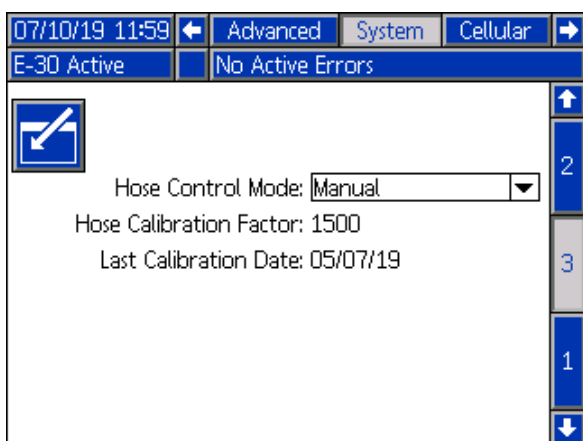 07/10/19 11:59 Advanced System Cellular
E-30 Active No Active Errors
2
Hose Control Mode: Manual
Hose Calibration Factor: 1500
Last Calibration Date: 05/07/19
3
1